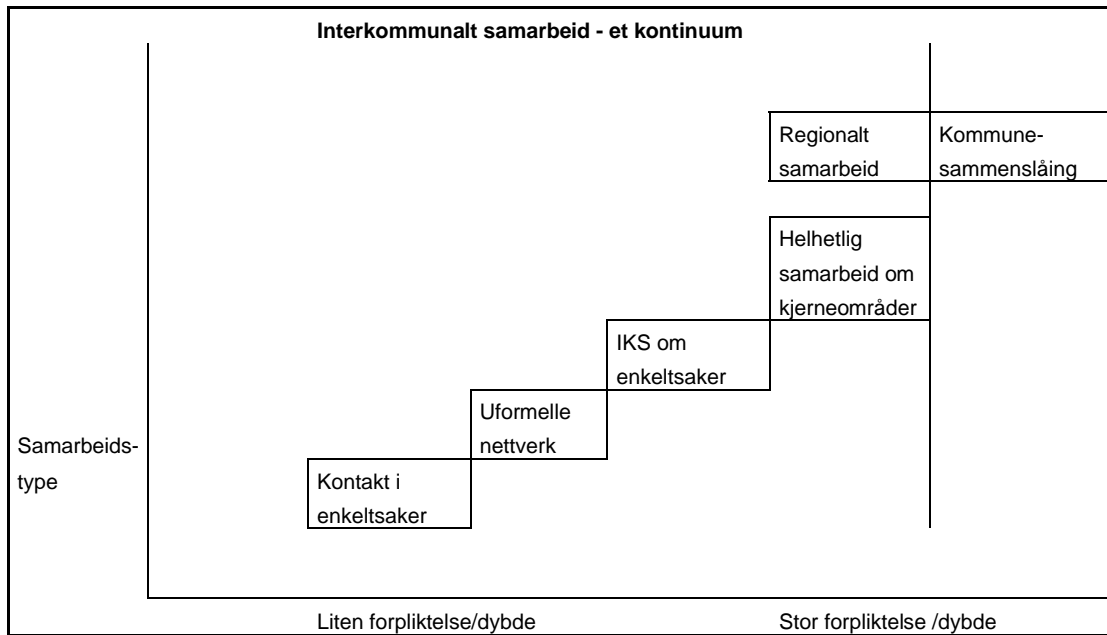 Interkommunalt samarbeid - et kontinuum
Regionalt
samarbeid
Kommune-
sammenslåing
Helhetlig
samarbeid om
kjerneområder
IKS om
enkeltsaker
Uformelle
nettverk
Samarbeids-
type
Kontakt i
enkeltsaker
Liten forpliktelse/dybde
Stor forpliktelse /dybde